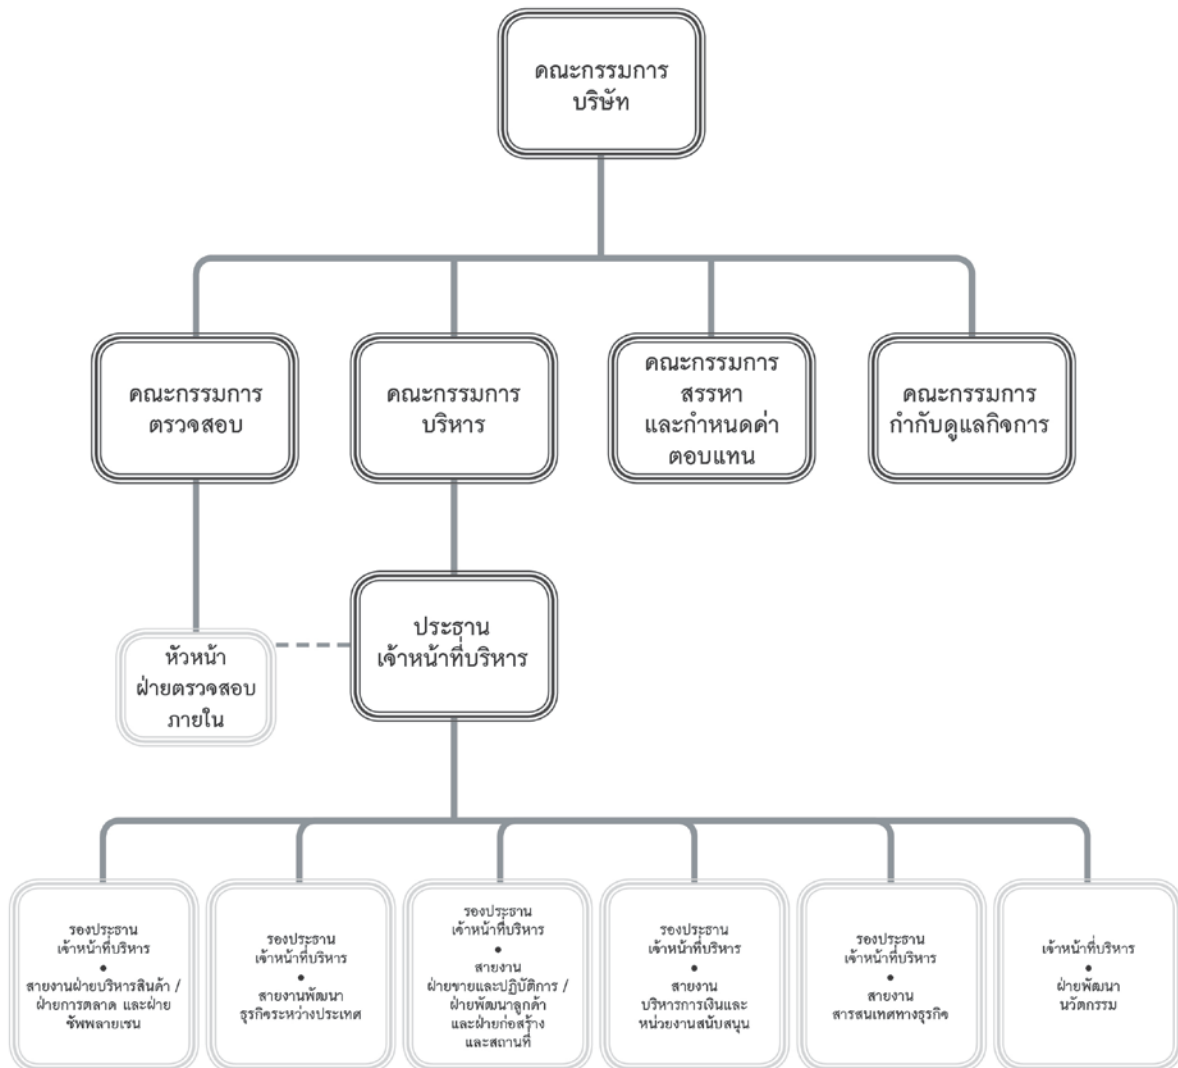 คณะกรรมการ
บริษัท
คณะกรรมการ
ตรวจสอบ
คณะกรรมการ
บริหาร
คณะกรรมการ
สรรหา
และกำหนดค่า
ตอบแทน
คณะกรรมการ
กำกับดูแลกิจการ
หัวหน้า
ฝ่ายตรวจสอบ
ภายใน
ประธาน
เจ้าหน้าที่บริหาร
รองประธาน
เจ้าหน้าที่บริหาร
•
สายงานฝ่ายบริหารสินค้า /
ฝ่ายการตลาด และฝ่าย
ซัพพลายเชน
รองประธาน
เจ้าหน้าที่บริหาร
•
สายงานพัฒนา
ธุรกิจระหว่างประเทศ
รองประธาน
เจ้าหน้าที่บริหาร
•
สายงาน
ฝ่ายขายและปฏิบัติการ /
ฝ่ายพัฒนาลูกค้า
และฝ่ายก่อสร้าง
และสถานที่
รองประธาน
เจ้าหน้าที่บริหาร
•
สายงาน
บริหารการเงินและ
หน่วยงานสนับสนุน
รองประธาน
เจ้าหน้าที่บริหาร
•
สายงาน
สารสนเทศทางธุรกิจ
เจ้าหน้าที่บริหาร
•
ฝ่ายพัฒนา
นวัตกรรม